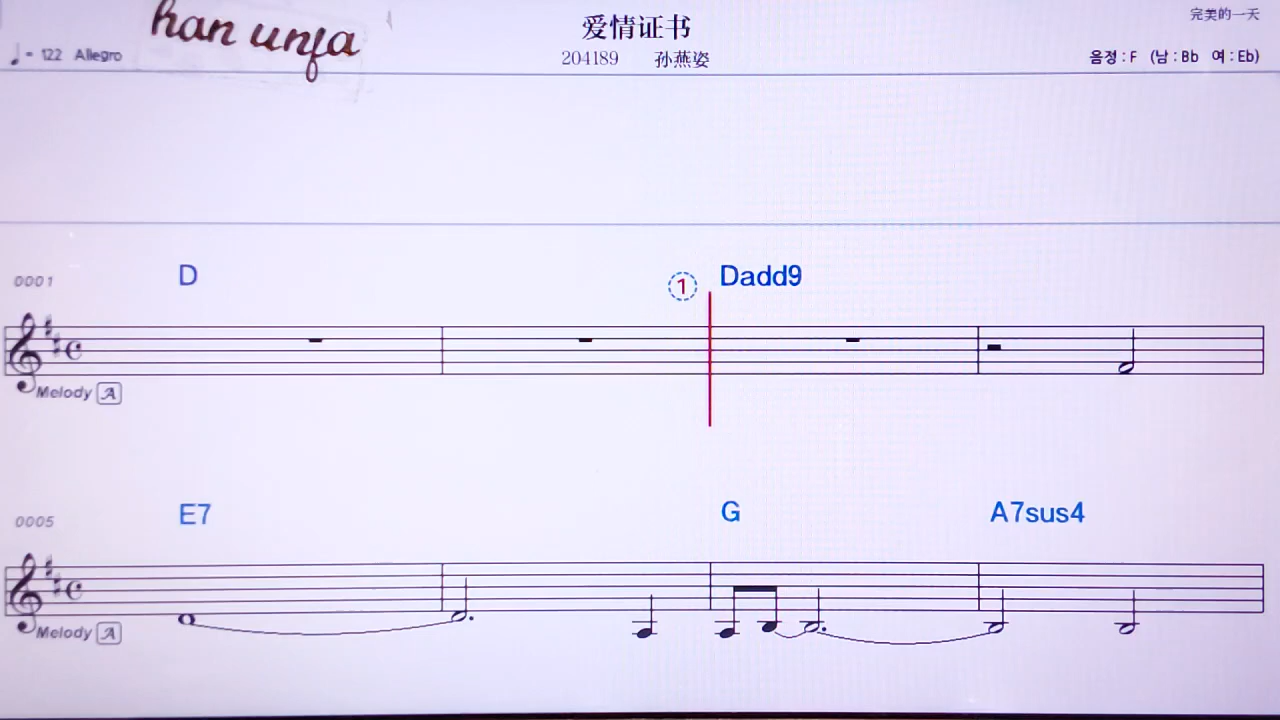 han unja
爱情证书
完美的一天
♩= 122 Allegro
204189 孙燕姿
음정 : F (남 : Bb 여 : Eb)
0001
D
①
Dadd9
Melody A
0005
E7
G
A7sus4
Melody A